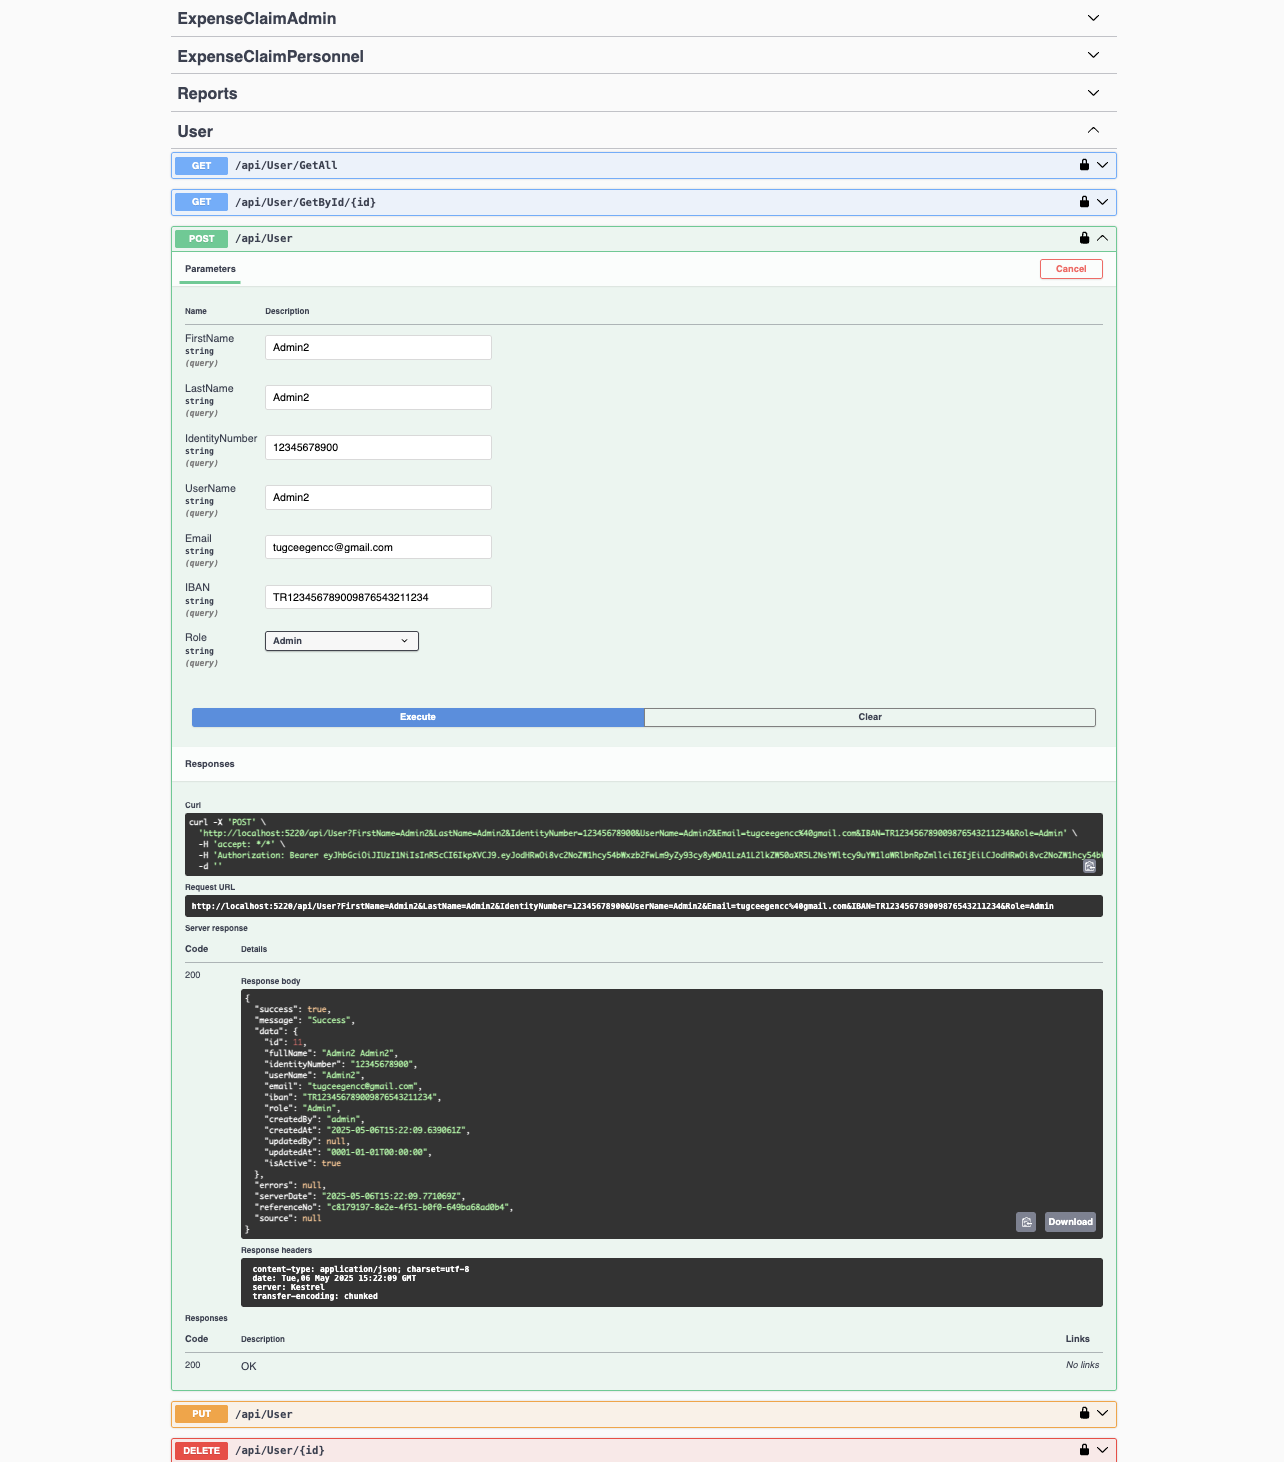 ExpenseClaimAdmin
ExpenseClaimPersonnel
Reports
User
GET /api/User/GetAll
GET /api/User/GetById/{id}
POST /api/User
Parameters Cancel
Name Description
FirstName
string
(query)
Admin2
LastName
string
(query)
Admin2
IdentityNumber
string
(query)
12345678900
UserName
string
(query)
Admin2
Email
string
(query)
tugceegencc@gmail.com
IBAN
string
(query)
TR123456789009876543211234
Role
string
(query)
Admin
Execute Clear
Responses
Curl
curl -X 'POST' \
'http://localhost:5220/api/User?FirstName=Admin2&LastName=Admin2&IdentityNumber=12345678900&UserName=Admin2&Email=tugceegencc%40gmail.com&IBAN=TR123456789009876543211234&Role=Admin' \
-H 'accept: */*' \
-H 'Authorization: Bearer
-d ''
Request URL
http://localhost:5220/api/User?FirstName=Admin2&LastName=Admin2&IdentityNumber=12345678900&UserName=Admin2&Email=tugceegencc%40gmail.com&IBAN=TR123456789009876543211234&Role=Admin
Server response
Code Details
200
Response body
{
"success": true,
"message": "Success",
"data": {
"id": 11,
"fullName": "Admin2 Admin2",
"identityNumber": "12345678900",
"userName": "Admin2",
"email": "tugceegencc@gmail.com",
"iban": "TR123456789009876543211234",
"role": "Admin",
"createdBy": "admin",
"createdAt": "2025-05-06T15:22:09.639061Z",
"updatedBy": null,
"updatedAt": "0001-01-01T00:00:00",
"isActive": true
},
"errors": null,
"serverDate": "2025-05-06T15:22:09.771069Z",
"referenceNo": "c8179197-8e2e-4f51-b0f0-649ba68ad0b4",
"source": null
}
Download
Response headers
content-type: application/json; charset=utf-8
date: Tue,06 May 2025 15:22:09 GMT
server: Kestrel
transfer-encoding: chunked
Responses
Code Description Links
200 OK No links
PUT /api/User
DELETE /api/User/{id}